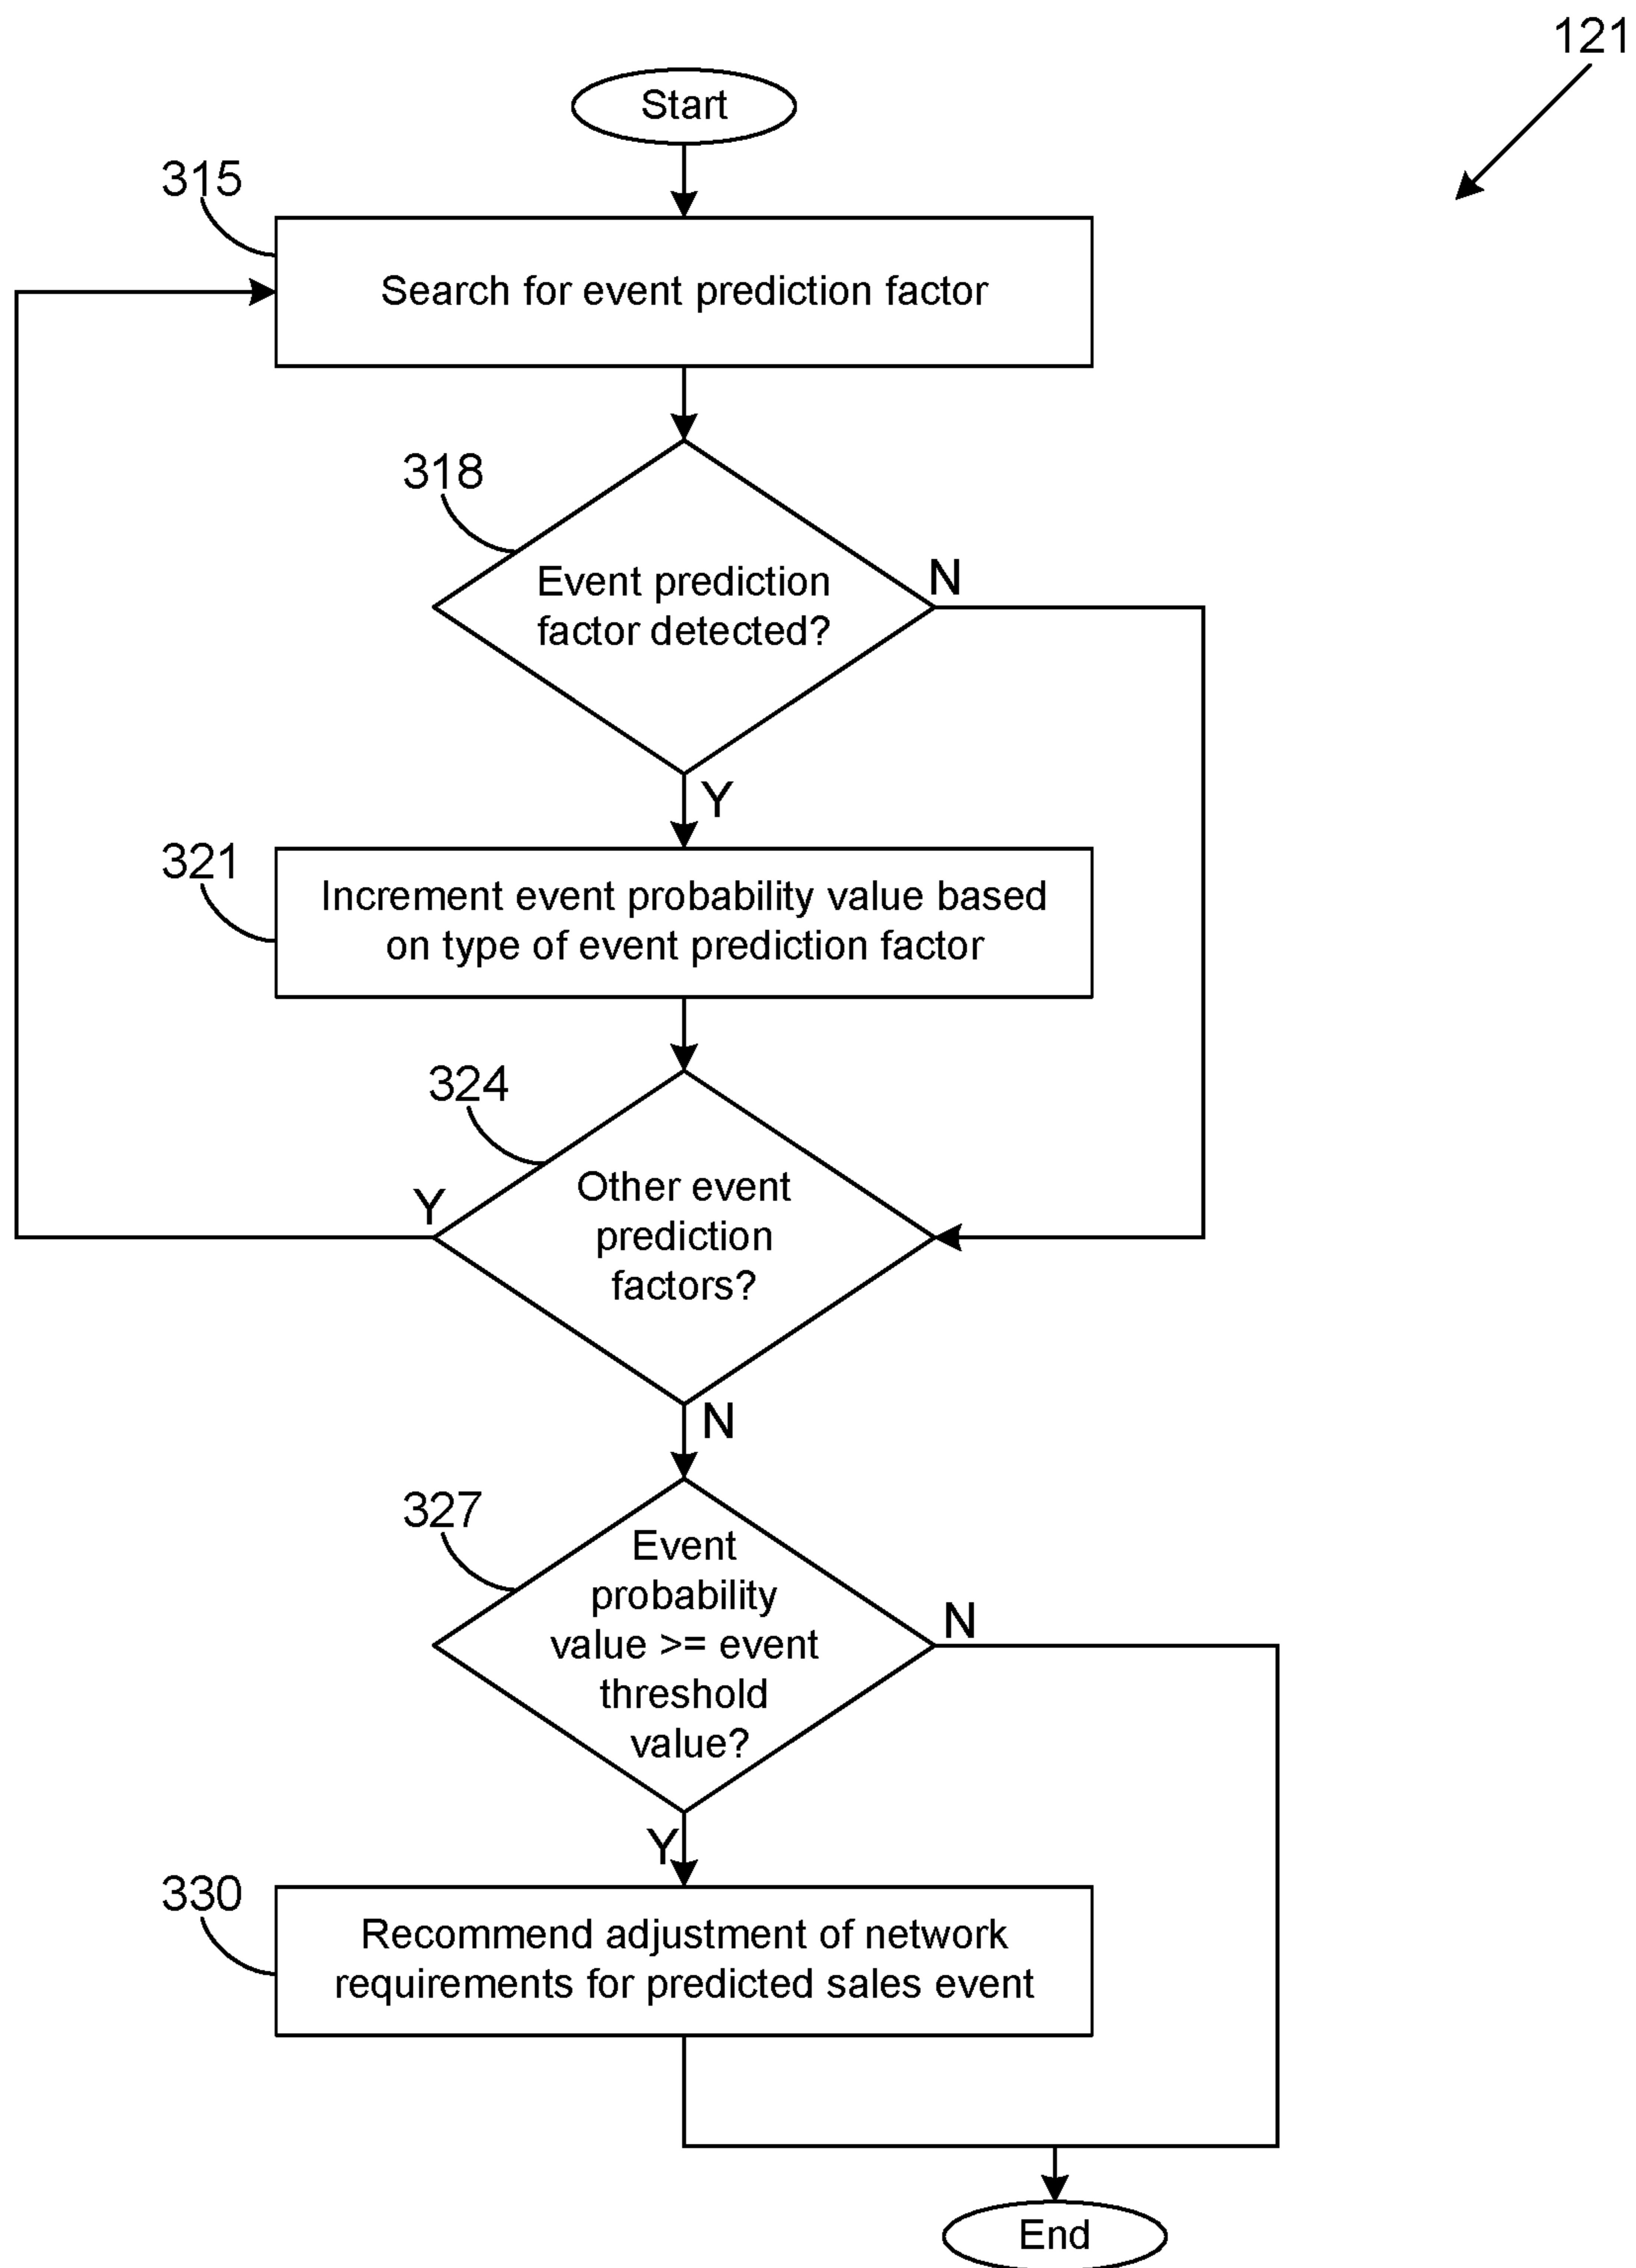 121
Start
315
Search for event prediction factor
318
Event prediction
factor detected?
N
Y
321
Increment event probability value based
on type of event prediction factor
324
Other event
prediction
factors?
Y
N
327
Event
probability
value >= event
threshold
value?
N
Y
330
Recommend adjustment of network
requirements for predicted sales event
End